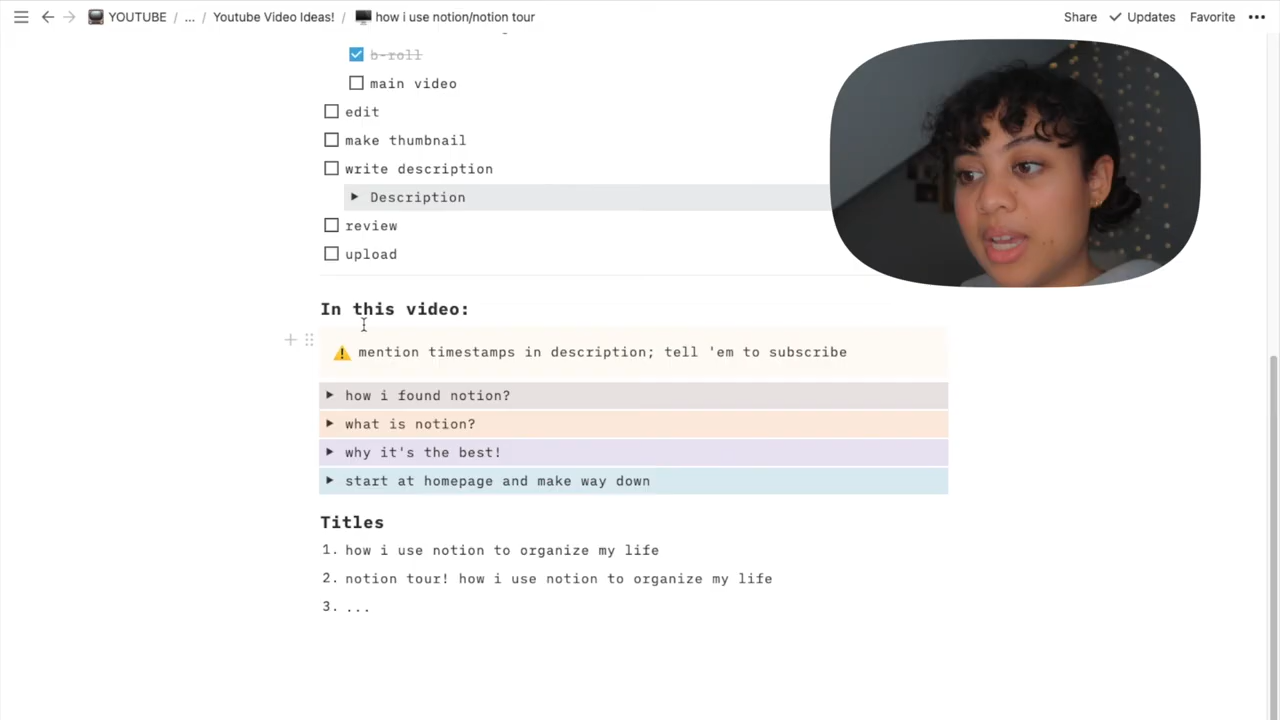 YOUTUBE / ... / Youtube Video Ideas! / how i use notion/notion tour Share Updates Favorite •••
b-roll
main video
edit
make thumbnail
write description
Description
review
upload
In this video:
mention timestamps in description; tell 'em to subscribe
how i found notion?
what is notion?
why it's the best!
start at homepage and make way down
Titles
1. how i use notion to organize my life
2. notion tour! how i use notion to organize my life
3. ...